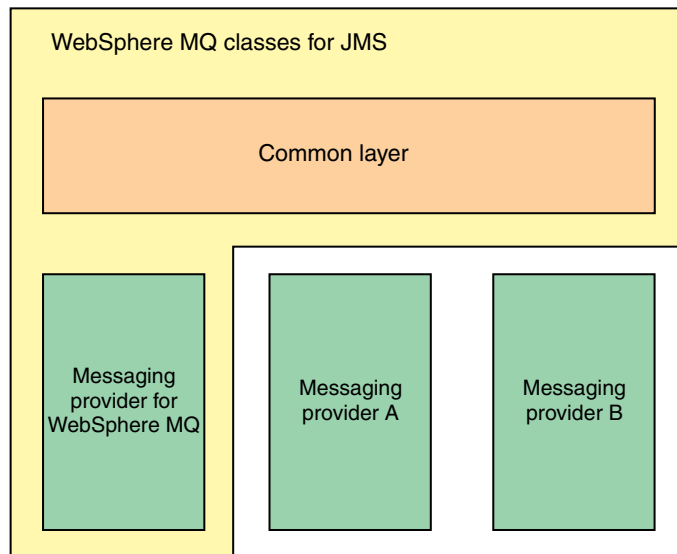 WebSphere MQ classes for JMS
Common layer
Messaging
provider for
WebSphere MQ
Messaging
provider A
Messaging
provider B